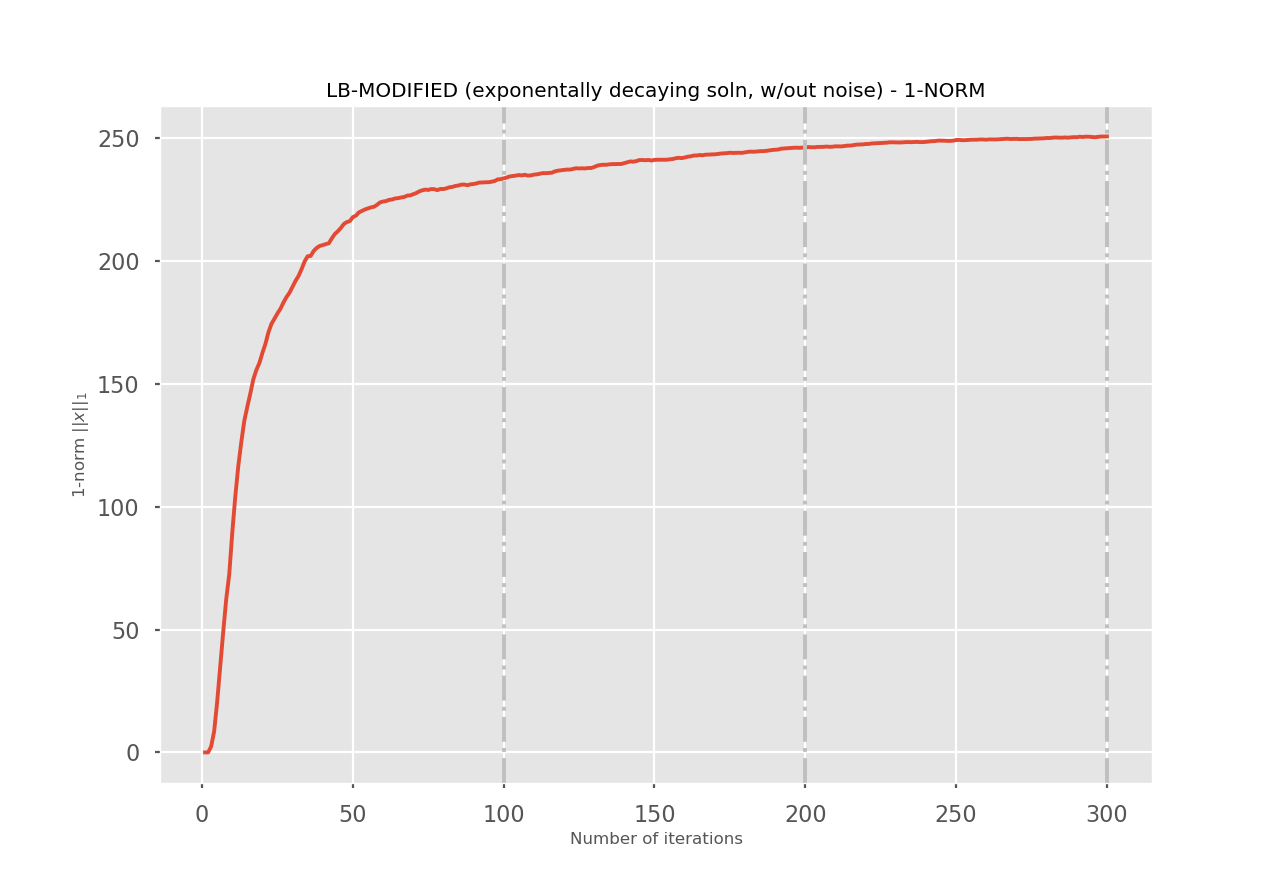 LB-MODIFIED (exponentially decaying soln, w/out noise) - 1-NORM
250
200
150
100
50
0
1-norm ||x||₁
0 50 100 150 200 250 300
Number of iterations